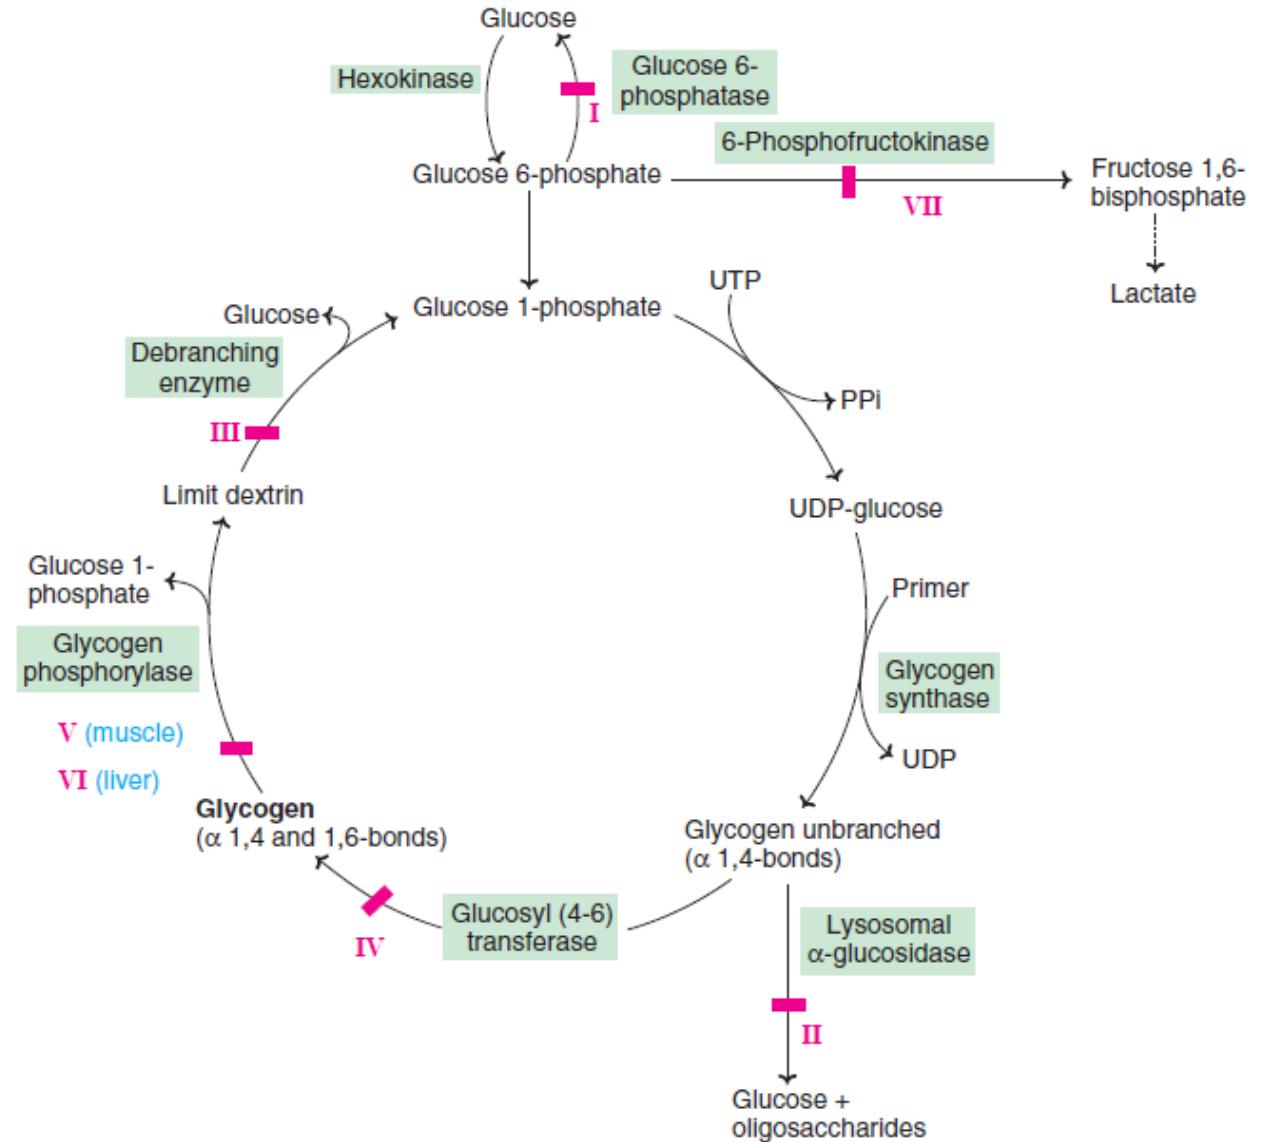 Glucose
Hexokinase
Glucose 6-
phosphatase
I
6-Phosphofructokinase
Glucose 6-phosphate
VII
Fructose 1,6-
bisphosphate
Lactate
UTP
Glucose
Glucose 1-phosphate
Debranching
enzyme
PPi
III
Limit dextrin
UDP-glucose
Glucose 1-
phosphate
Primer
Glycogen
phosphorylase
Glycogen
synthase
V (muscle)
VI (liver)
UDP
Glycogen
(α 1,4 and 1,6-bonds)
Glycogen unbranched
(α 1,4-bonds)
Glucosyl (4-6)
transferase
IV
Lysosomal
α-glucosidase
II
Glucose +
oligosaccharides